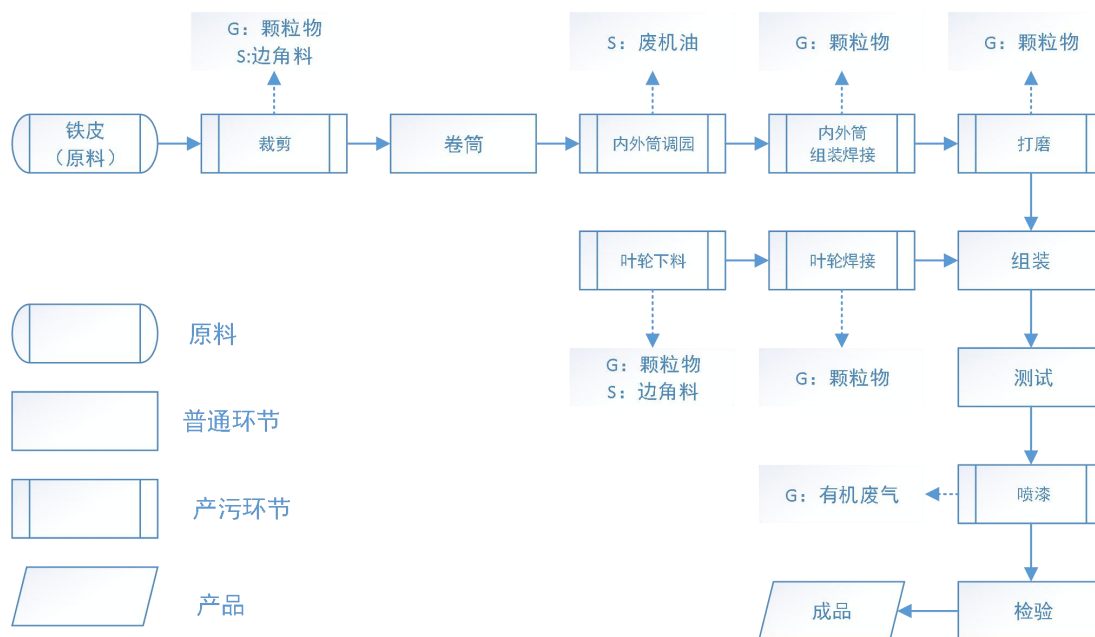 G：颗粒物
S:边角料
S：废机油
G：颗粒物
G：颗粒物
铁皮
（原料）
裁剪
卷筒
内外筒调园
内外筒
组装焊接
打磨
叶轮下料
叶轮焊接
组装
原料
G：颗粒物
S：边角料
G：颗粒物
测试
普通环节
产污环节
G：有机废气
喷漆
产品
成品
检验